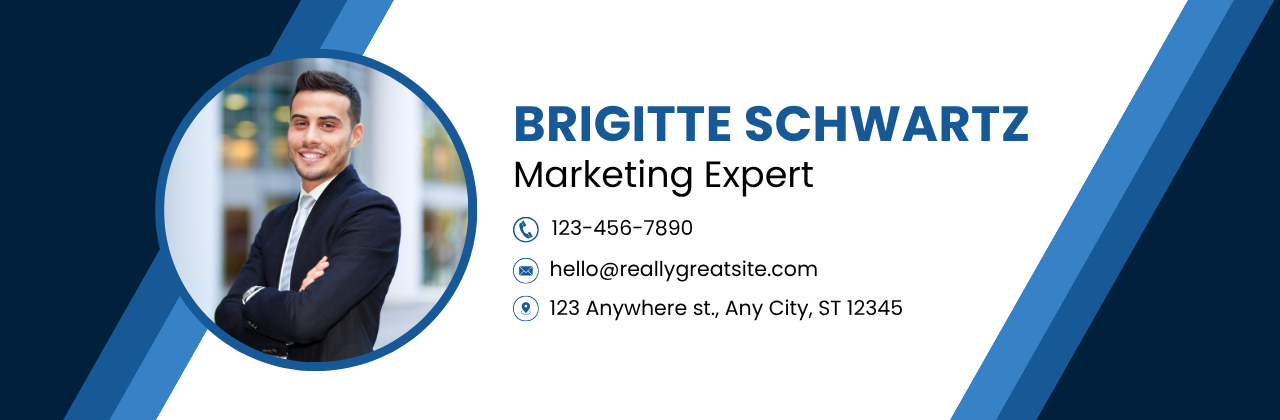 BRIGITTE SCHWARTZ
Marketing Expert
123-456-7890
hello@reallygreatsite.com
123 Anywhere st., Any City, ST 12345